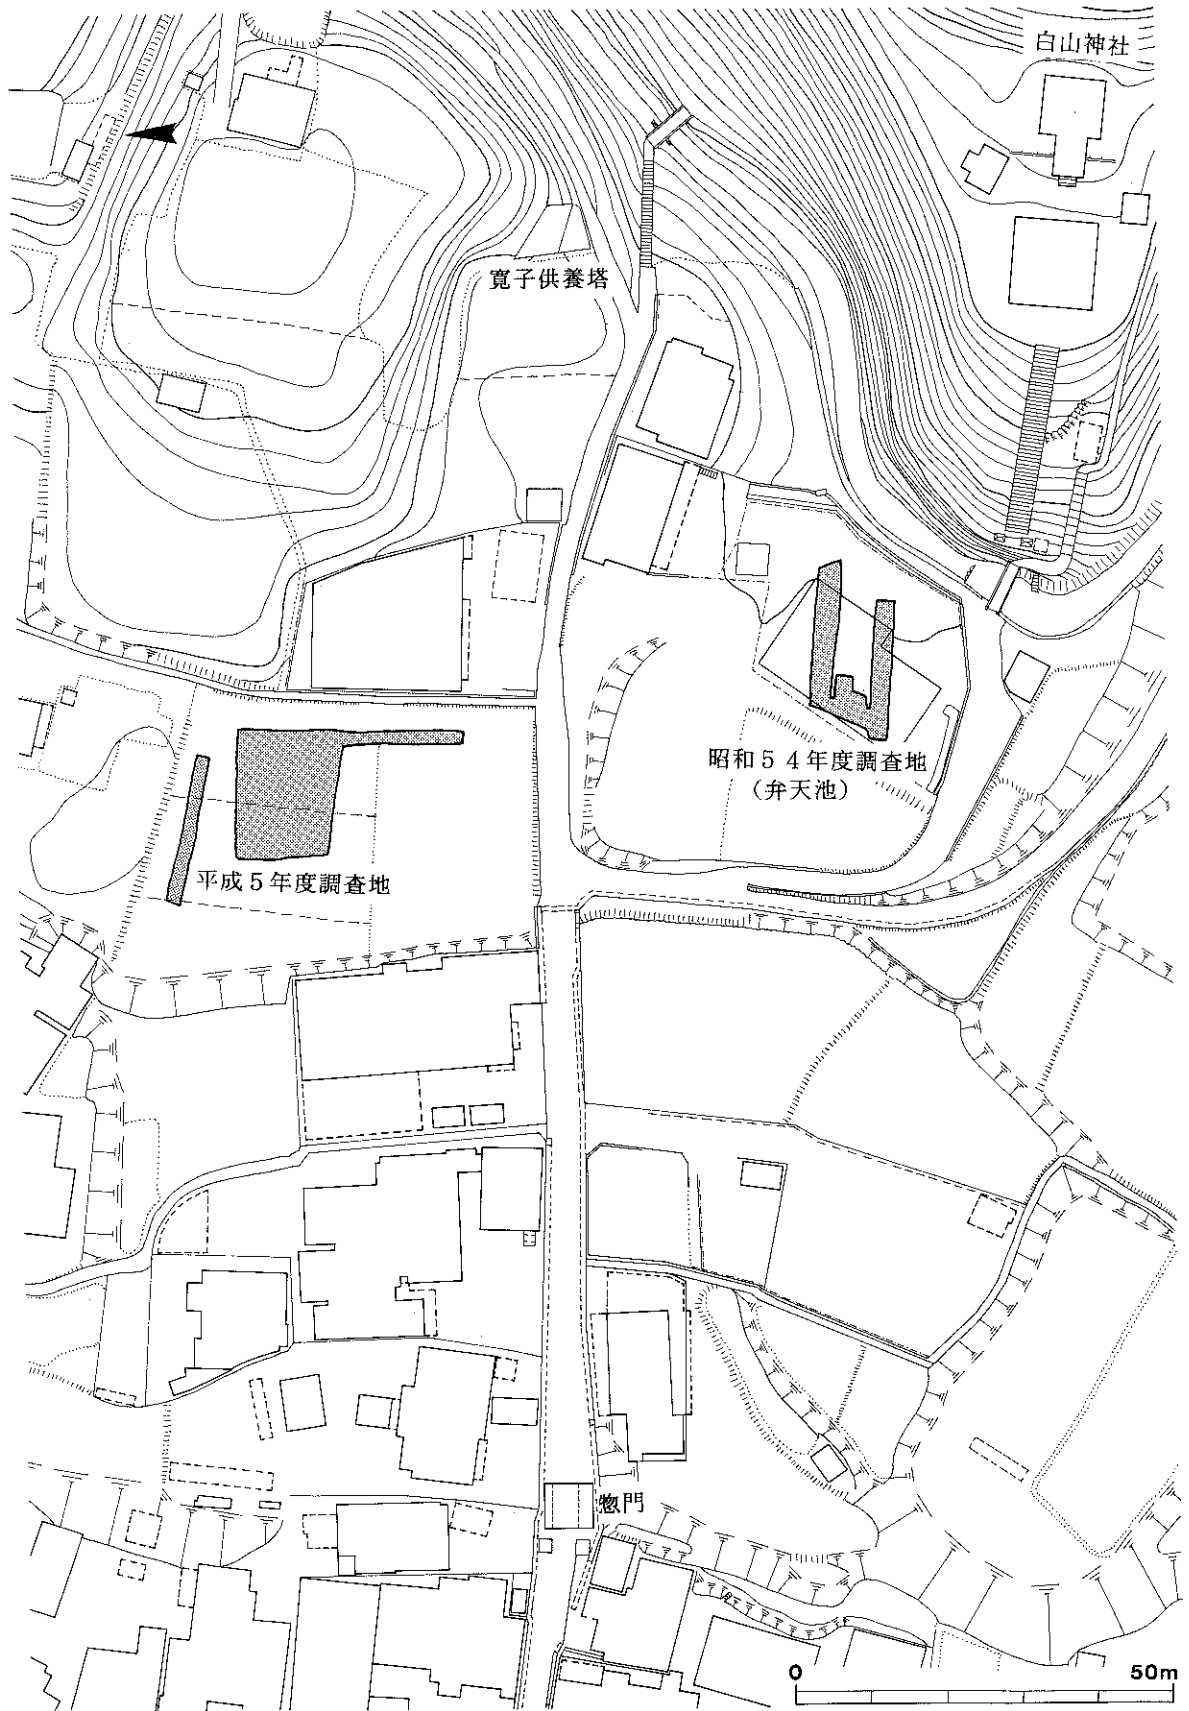 白山神社
寛子供養塔
昭和54年度調査地
(弁天池)
平成5年度調査地
惣門
0 50m